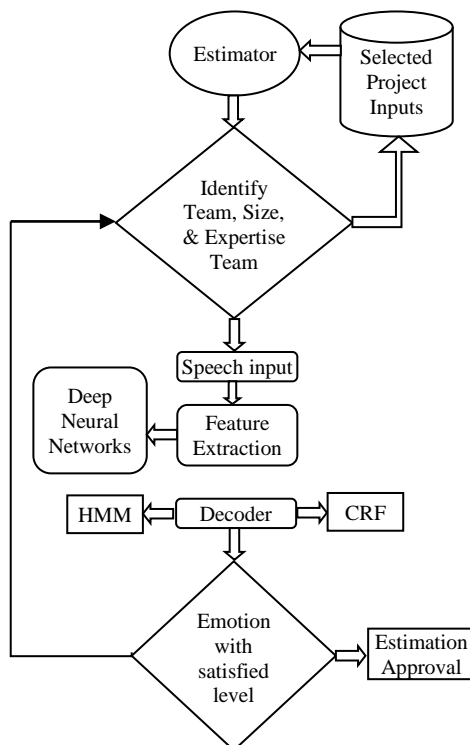 Estimator
Selected
Project
Inputs
Identify
Team, Size,
& Expertise
Team
Speech input
Deep
Neural
Networks
Feature
Extraction
HMM
Decoder
CRF
Emotion
with
satisfied
level
Estimation
Approval